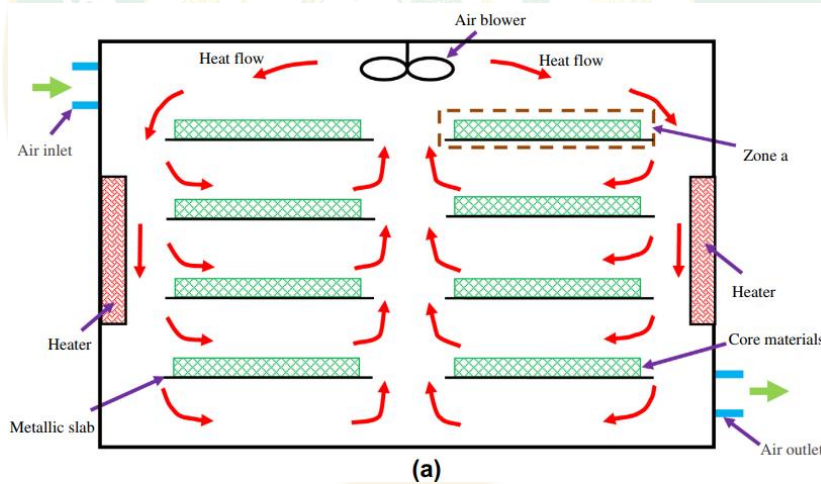 Air blower
Heat flow
Heat flow
Air inlet
Zone a
Heater
Heater
Core materials
Metallic slab
Air outlet
(a)